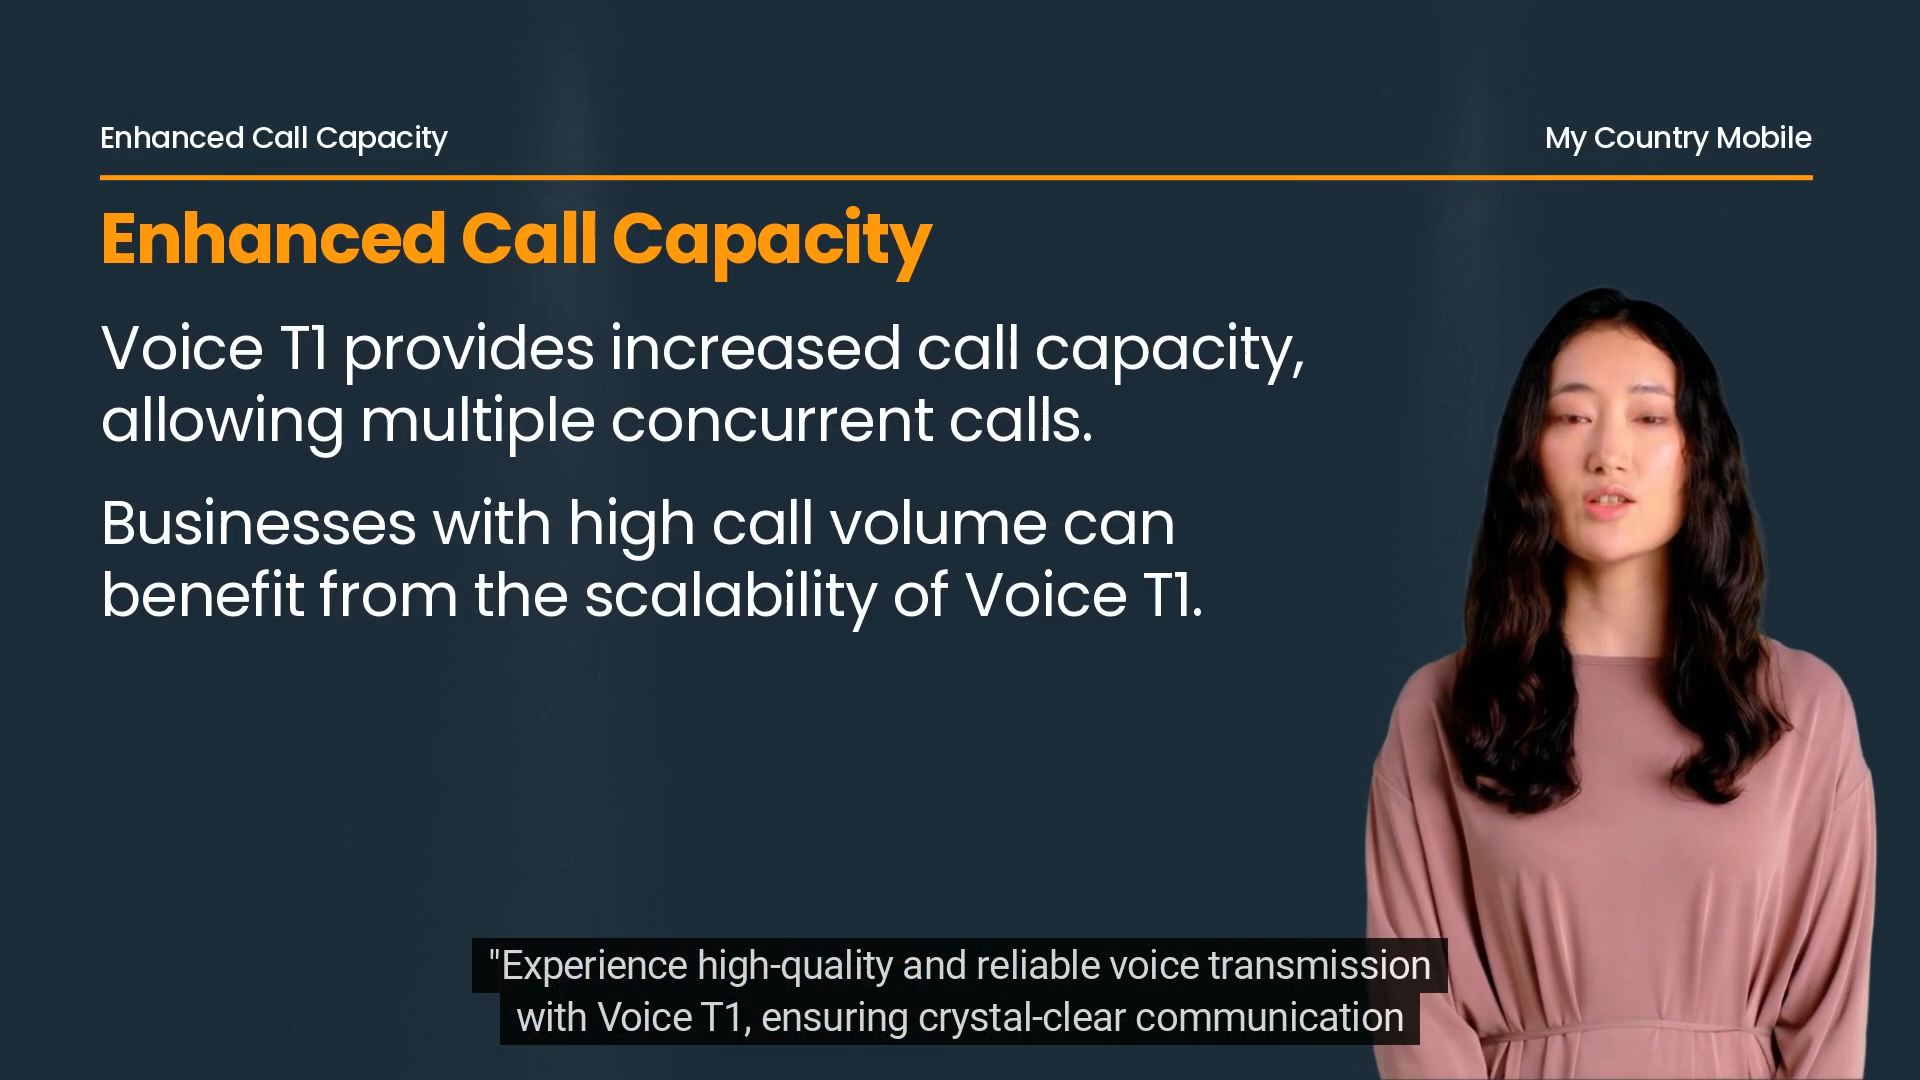 Enhanced Call Capacity
My Country Mobile
Enhanced Call Capacity
Voice T1 provides increased call capacity,
allowing multiple concurrent calls.
Businesses with high call volume can
benefit from the scalability of Voice T1.
"Experience high-quality and reliable voice transmission
with Voice T1, ensuring crystal-clear communication